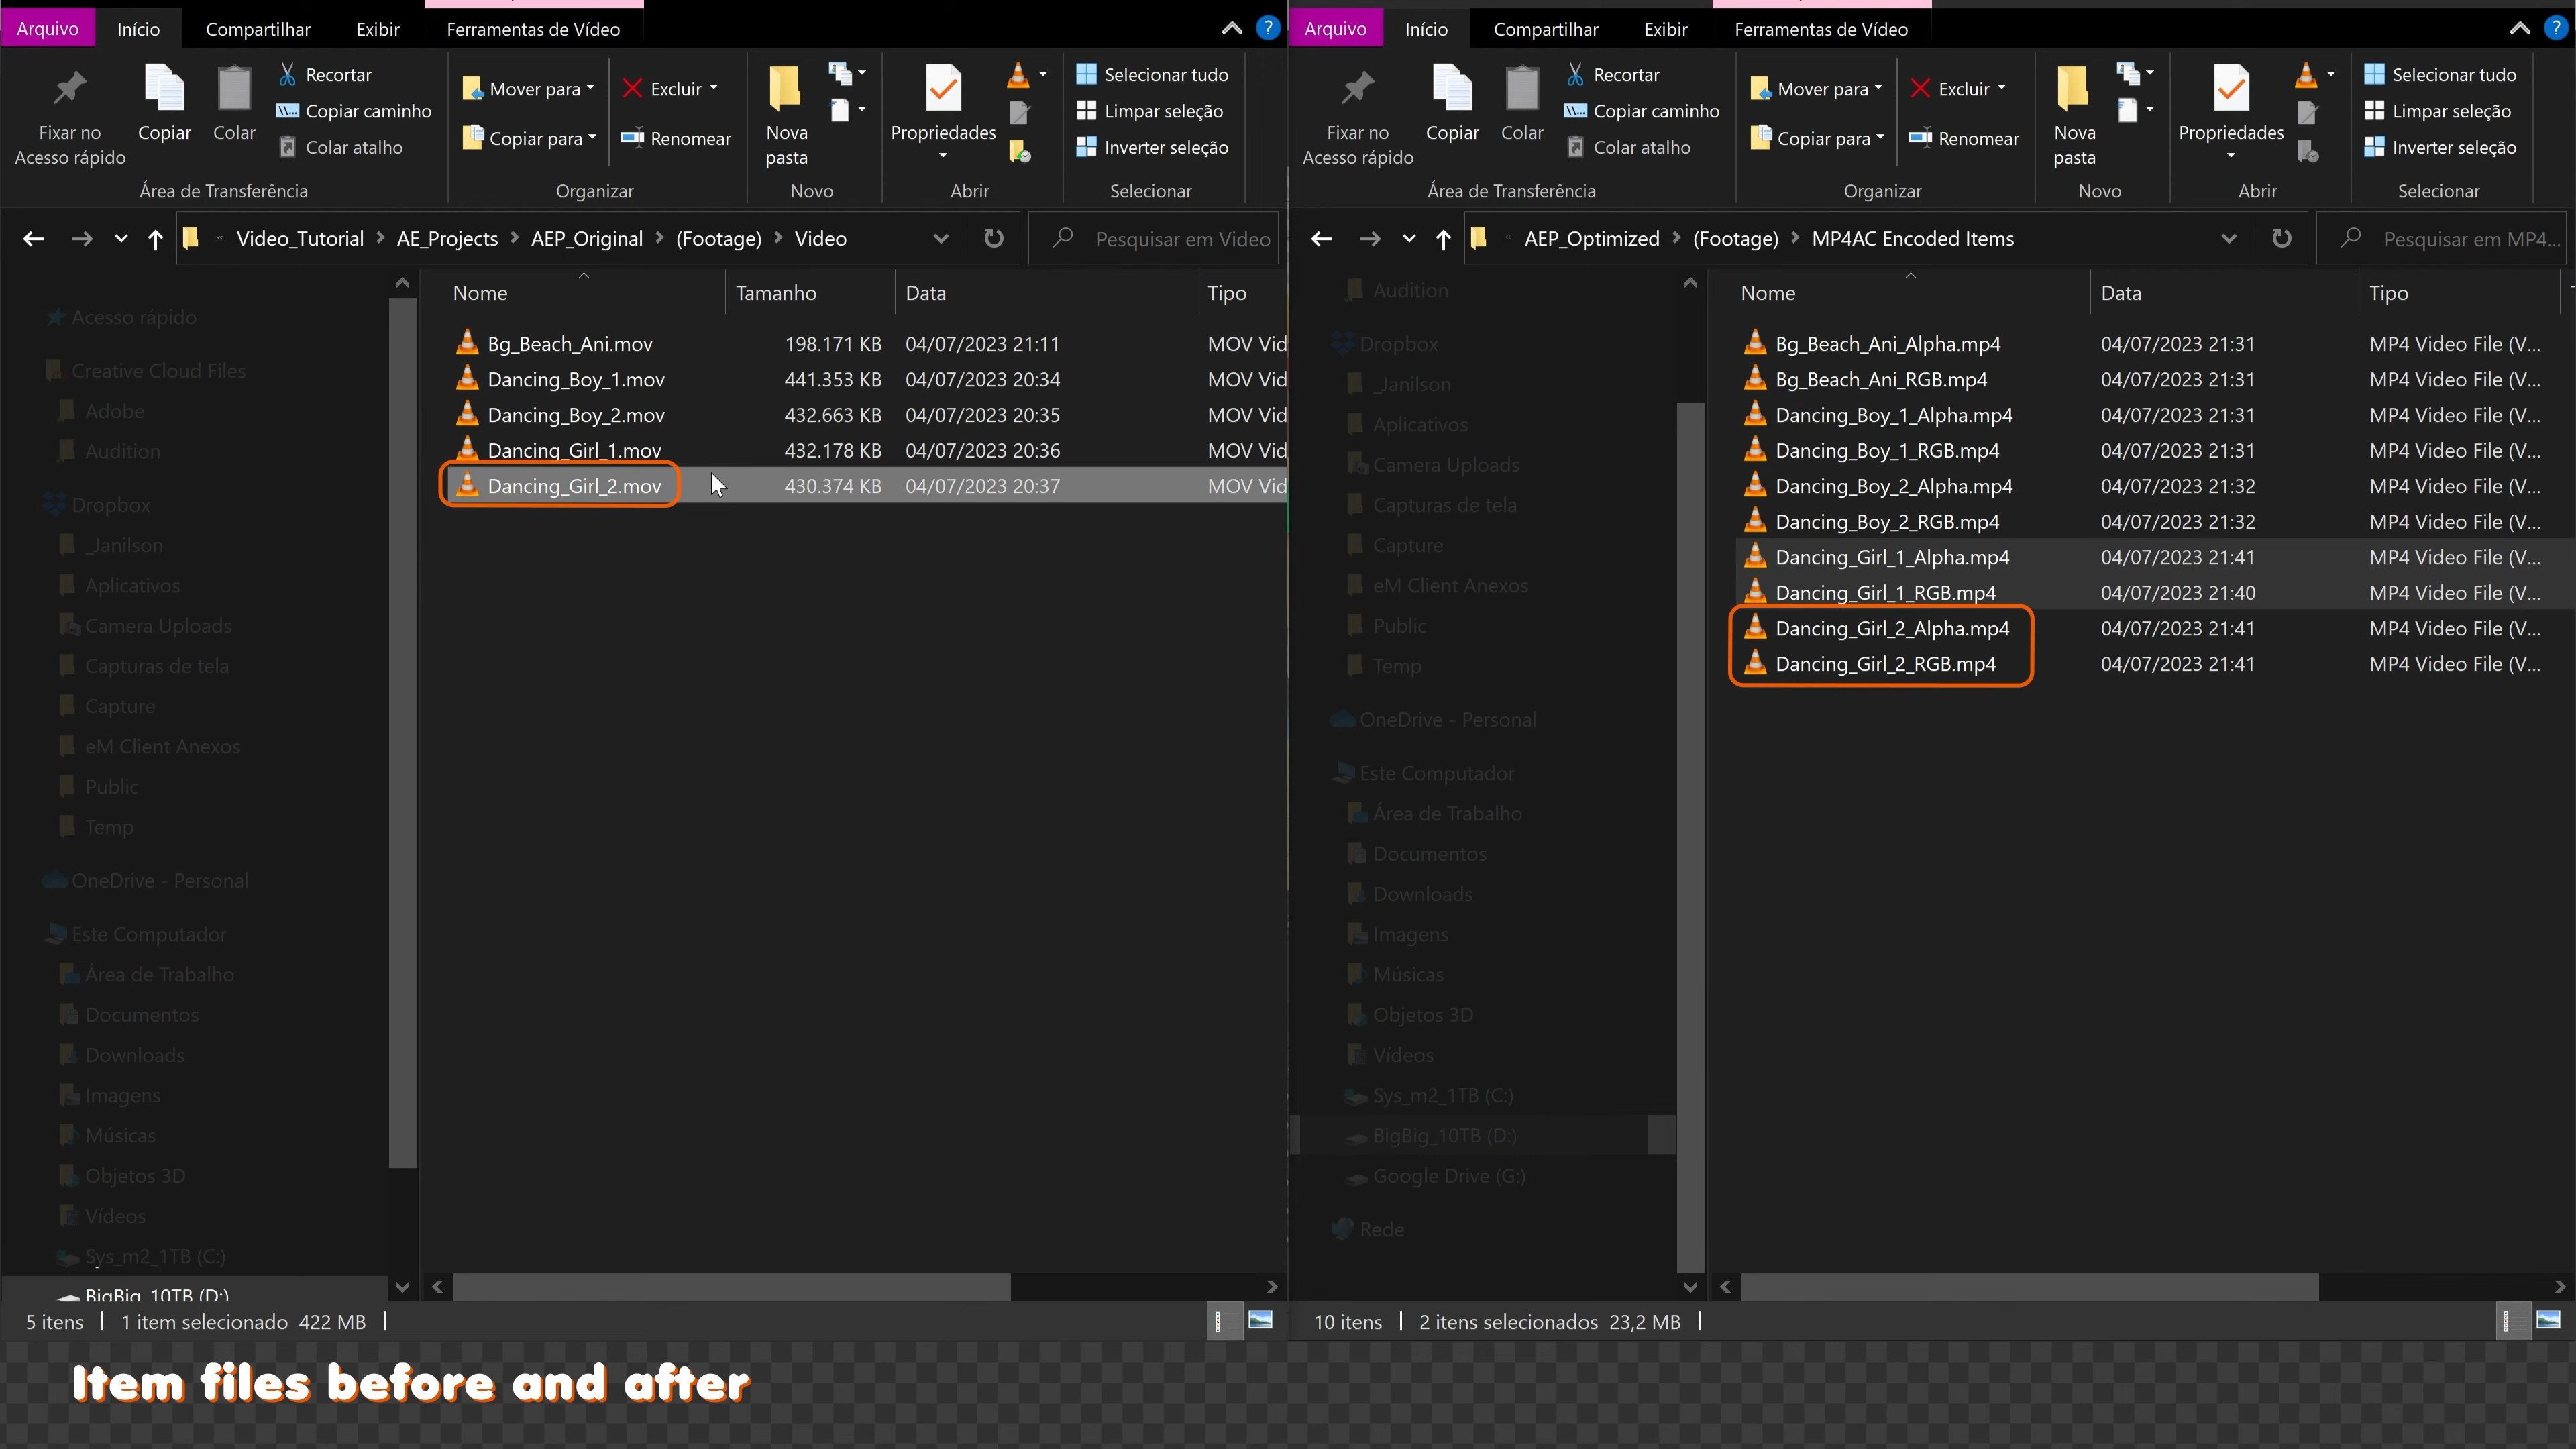 Arquivo Início Compartilhar Exibir Ferramentas de Vídeo ?
Fixar no Acesso rápido
Copiar
Colar
Recortar
Copiar caminho
Colar atalho
Área de Transferência
Mover para
Copiar para
Excluir
Renomear
Organizar
Nova pasta
Novo
Propriedades
Abrir
Selecionar tudo
Limpar seleção
Inverter seleção
Selecionar
« Video_Tutorial > AE_Projects > AEP_Original > (Footage) > Video
Pesquisar em Video
Acesso rápido
Creative Cloud Files
Adobe
Audition
Dropbox
_Janilson
Aplicativos
Camera Uploads
Capturas de tela
Capture
eM Client Anexos
Public
Temp
OneDrive - Personal
Este Computador
Área de Trabalho
Documentos
Downloads
Imagens
Músicas
Objetos 3D
Vídeos
Sys_m2_1TB (C:)
BigBig_10TB (D:)
Nome Tamanho Data Tipo
Bg_Beach_Ani.mov 198.171 KB 04/07/2023 21:11 MOV Vid
Dancing_Boy_1.mov 441.353 KB 04/07/2023 20:34 MOV Vid
Dancing_Boy_2.mov 432.663 KB 04/07/2023 20:35 MOV Vid
Dancing_Girl_1.mov 432.178 KB 04/07/2023 20:36 MOV Vid
Dancing_Girl_2.mov 430.374 KB 04/07/2023 20:37 MOV Vid
5 itens 1 item selecionado 422 MB
Arquivo Início Compartilhar Exibir Ferramentas de Vídeo ?
Fixar no Acesso rápido
Copiar
Colar
Recortar
Copiar caminho
Colar atalho
Área de Transferência
Mover para
Copiar para
Excluir
Renomear
Organizar
Nova pasta
Novo
Propriedades
Abrir
Selecionar tudo
Limpar seleção
Inverter seleção
Selecionar
« AEP_Optimized > (Footage) > MP4AC Encoded Items
Pesquisar em MP4...
Audition
Dropbox
_Janilson
Aplicativos
Camera Uploads
Capturas de tela
Capture
eM Client Anexos
Public
Temp
OneDrive - Personal
Este Computador
Área de Trabalho
Documentos
Downloads
Imagens
Músicas
Objetos 3D
Vídeos
Sys_m2_1TB (C:)
BigBig_10TB (D:)
Google Drive (G:)
Rede
Nome Data Tipo
Bg_Beach_Ani_Alpha.mp4 04/07/2023 21:31 MP4 Video File (V...
Bg_Beach_Ani_RGB.mp4 04/07/2023 21:31 MP4 Video File (V...
Dancing_Boy_1_Alpha.mp4 04/07/2023 21:31 MP4 Video File (V...
Dancing_Boy_1_RGB.mp4 04/07/2023 21:31 MP4 Video File (V...
Dancing_Boy_2_Alpha.mp4 04/07/2023 21:32 MP4 Video File (V...
Dancing_Boy_2_RGB.mp4 04/07/2023 21:32 MP4 Video File (V...
Dancing_Girl_1_Alpha.mp4 04/07/2023 21:41 MP4 Video File (V...
Dancing_Girl_1_RGB.mp4 04/07/2023 21:40 MP4 Video File (V...
Dancing_Girl_2_Alpha.mp4 04/07/2023 21:41 MP4 Video File (V...
Dancing_Girl_2_RGB.mp4 04/07/2023 21:41 MP4 Video File (V...
10 itens 2 itens selecionados 23,2 MB
Item files before and after